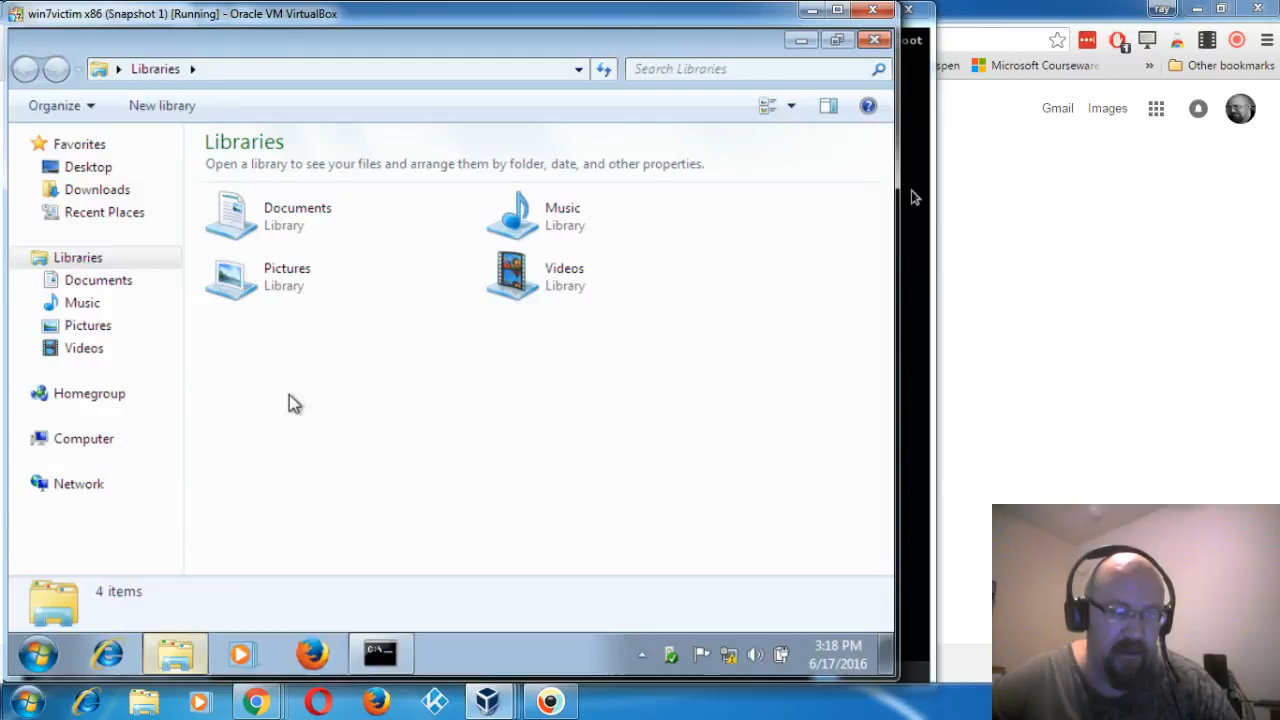 win7victim x86 (Snapshot 1) [Running] - Oracle VM VirtualBox
ray
oot
Libraries
Search Libraries
spen
Microsoft Courseware
»
Other bookmarks
Organize
New library
Gmail
Images
Favorites
Desktop
Downloads
Recent Places
Libraries
Documents
Music
Pictures
Videos
Homegroup
Computer
Network
Libraries
Open a library to see your files and arrange them by folder, date, and other properties.
Documents
Library
Music
Library
Pictures
Library
Videos
Library
4 items
C:\.
3:18 PM
6/17/2016